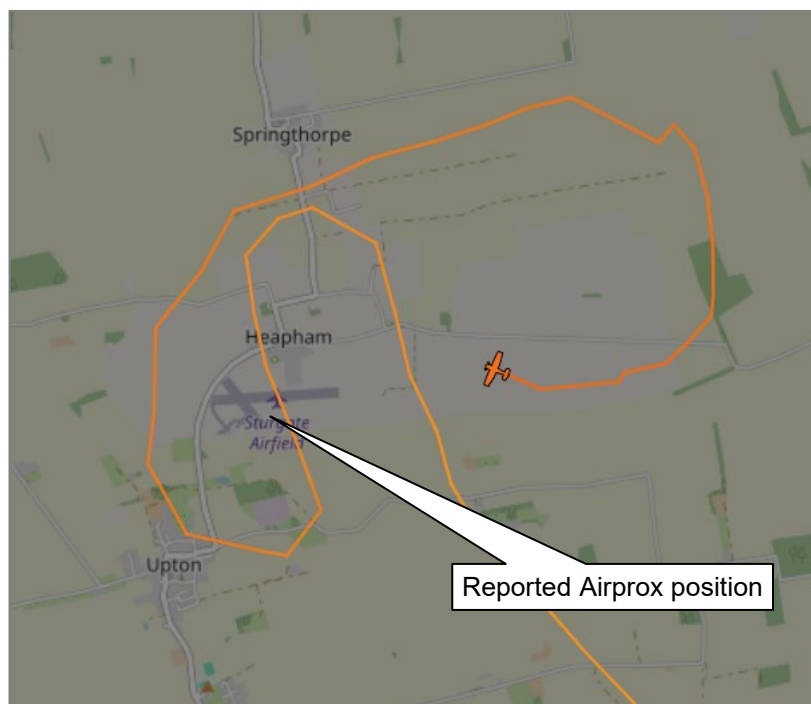 Springthorpe
Heapham
Sturgate
Airfield
Upton
Reported Airprox position